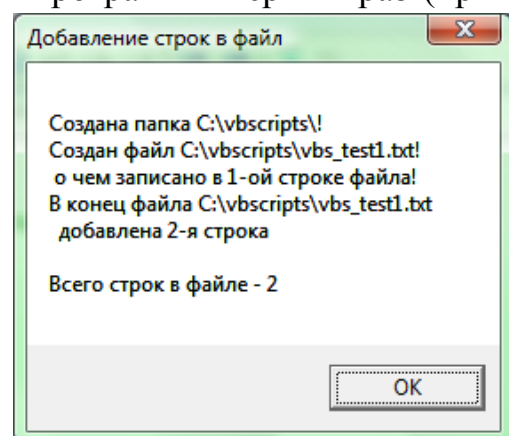 Добавление строк в файл
Создана папка C:\vbscripts\!
Создан файл C:\vbscripts\vbs_test1.txt!
о чем записано в 1-ой строке файла!
В конец файла C:\vbscripts\vbs_test1.txt
добавлена 2-я строка
Всего строк в файле - 2
OK